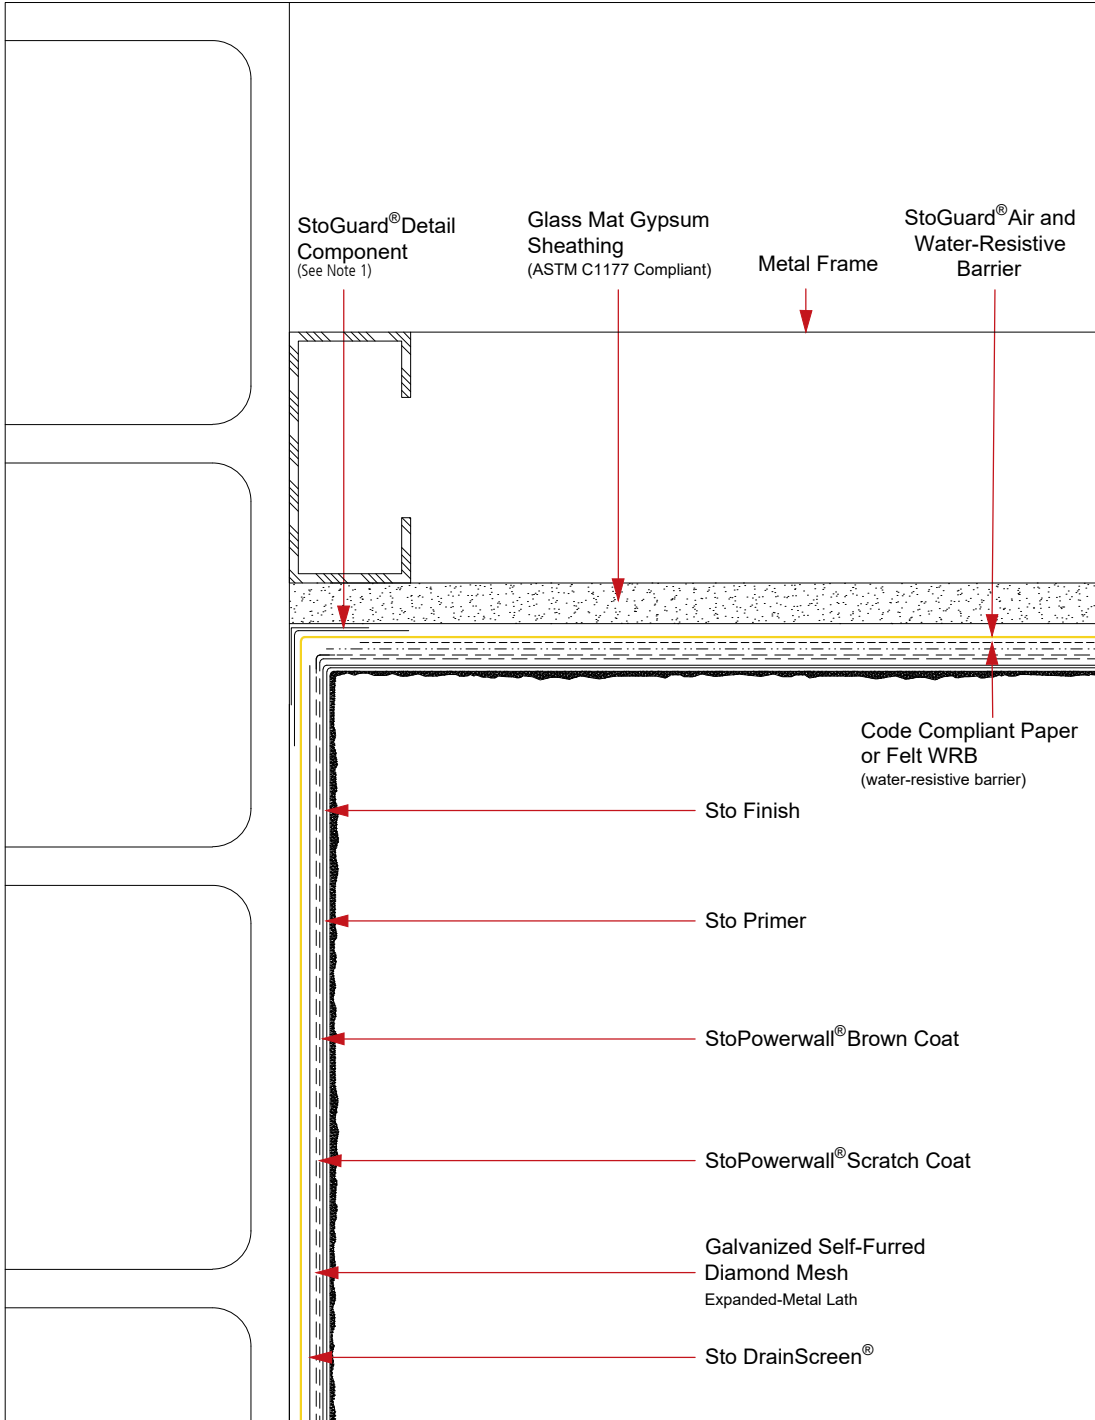 StoGuard®Detail
Component
(See Note 1)
Glass Mat Gypsum
Sheathing
(ASTM C1177 Compliant)
Metal Frame
StoGuard®Air and
Water-Resistive
Barrier
Code Compliant Paper
or Felt WRB
(water-resistive barrier)
Sto Finish
Sto Primer
StoPowerwall®Brown Coat
StoPowerwall®Scratch Coat
Galvanized Self-Furred
Diamond Mesh
Expanded-Metal Lath
Sto DrainScreen®